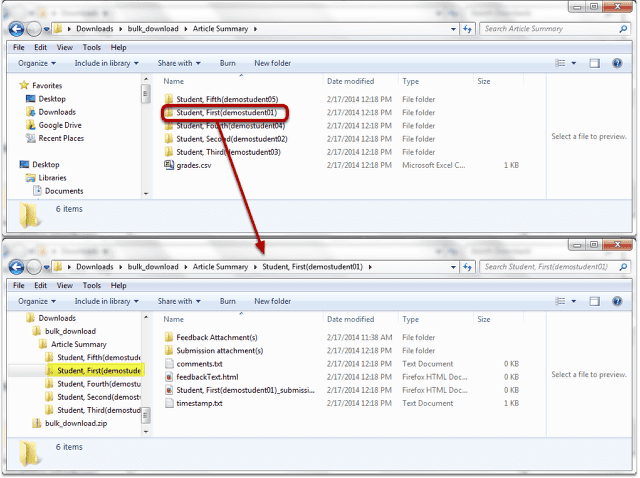 Downloads bulk_download Article Summary Search Article Summary
File Edit View Tools Help
Organize Include in library Share with Burn New folder
Name Date modified Type Size
Favorites
Desktop
Downloads
Google Drive
Recent Places
Desktop
Libraries
Documents
Student, Fifth(demostudent05) 2/17/2014 12:18 PM File folder
Student, First(demostudent01) 2/17/2014 12:18 PM File folder
Student, Fourth(demostudent04) 2/17/2014 12:18 PM File folder
Student, Second(demostudent02) 2/17/2014 12:18 PM File folder
Student, Third(demostudent03) 2/17/2014 12:18 PM File folder
grades.csv 2/17/2014 12:18 PM Microsoft Excel C... 1 KB
Select a file to preview.
6 items
Downloads bulk_download Article Summary Student, First(demostudent01) Search Student, First(demostudent01)
File Edit View Tools Help
Organize Include in library Share with Burn New folder
Name Date modified Type Size
Downloads
bulk_download
Article Summary
Student, Fifth(demostude
Student, First(demostude
Student, Fourth(demostud
Student, Second(demostu
Student, Third(demostud
bulk_download.zip
Feedback Attachment(s) 2/17/2014 11:38 AM File folder
Submission attachment(s) 2/17/2014 12:18 PM File folder
comments.txt 2/17/2014 12:18 PM Text Document 0 KB
feedbackText.html 2/17/2014 12:18 PM Firefox HTML Doc... 0 KB
Student, First(demostudent01)_submissi... 2/17/2014 12:18 PM Firefox HTML Doc... 0 KB
timestamp.txt 2/17/2014 12:18 PM Text Document 1 KB
Select a file to preview.
6 items